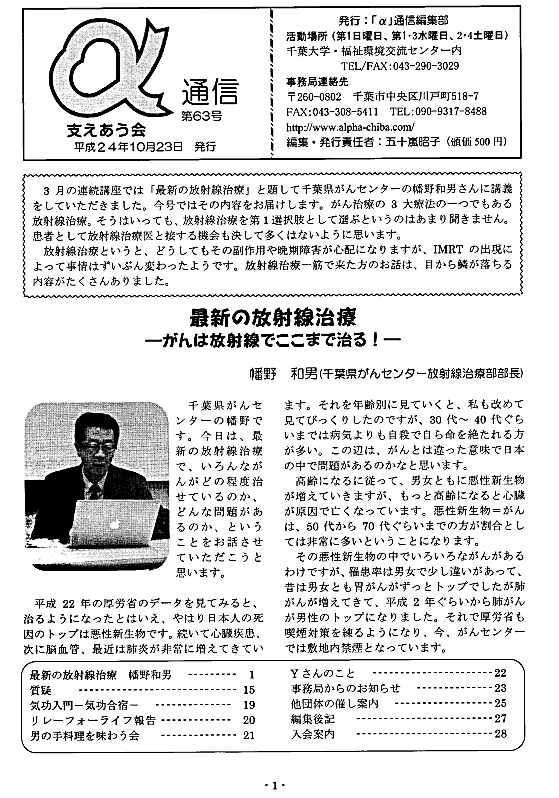 α通信
第63号
支えあう会
平成24年10月23日 発行
発行：「α」通信編集部
活動場所（第1日曜日、第1・3水曜日、2・4土曜日）
千葉大学・福祉環境交流センター内
TEL/FAX:043-290-3029
事務局連絡先
〒260-0802 千葉市中央区川戸町518-7
FAX:043-308-5411 TEL:090-9317-8488
http://www.alpha-chiba.com/
編集・発行責任者：五十嵐昭子（頒価500円）
3月の連続講座では「最新の放射線治療」と題して千葉県がんセンターの幡野和男さんに講義
をしていただきました。今号ではその内容をお届けします。がん治療の3大療法の一つでもある
放射線治療。そうはいっても、放射線治療を第1選択肢として選ぶというのはあまり聞きません。
患者として放射線治療医と接する機会も決して多くはないように思います。
放射線治療というと、どうしてもその副作用や晩期障害が心配になりますが、IMRTの出現に
よって事情はずいぶん変わったようです。放射線治療一筋で来た方のお話は、目から鱗が落ちる
内容がたくさんありました。
最新の放射線治療
―がんは放射線でここまで治る！―
幡野 和男(千葉県がんセンター放射線治療部部長)
千葉県がんセ
ンターの幡野で
す。今日は、最
新の放射線治療
で、いろんなが
んがどの程度治
せているのか、
どんな問題があ
るのか、という
ことをお話させ
ていただこうと
思います。
平成 22 年の厚労省のデータを見てみると、
治るようになったとはいえ、やはり日本人の死
因のトップは悪性新生物です。続いて心臓疾患、
次に脳血管、最近は肺炎が非常に増えてきてい
ます。それを年齢別に見ていくと、私も改めて
見てびっくりしたのですが、30 代～ 40 代ぐら
いまでは病気よりも自殺で自ら命を絶たれる方
が多い。この辺は、がんとは違った意味で日本
の中で問題があるのかなと思います。
高齢になるに従って、男女ともに悪性新生物
が増えていきますが、もっと高齢になると心臓
が原因で亡くなっています。悪性新生物＝がん
は、50 代から 70 代ぐらいまでの方が割合とし
ては非常に多いということになります。
その悪性新生物の中でいろいろながんがある
わけですが、罹患率は男女で少し違いがあって、
昔は男女とも胃がんがずっとトップでしたが肺
がんが増えてきて、平成 2 年ぐらいから肺がん
が男性のトップになりました。それで厚労省も
喫煙対策を練るようになり、今、がんセンター
では敷地内禁煙となっています。
最新の放射線治療 幡野和男 --------- 1
質疑 ----------------------- 15
気功入門－気功合宿－ -------------- 19
リレーフォーライフ報告 ------------- 20
男の手料理を味わう会 ------------- 21
Yさんのこと -------------------22
事務局からのお知らせ --------------23
他団体の催し案内 ----------------25
編集後記 ---------------------27
入会案内 ---------------------28
- 1 -